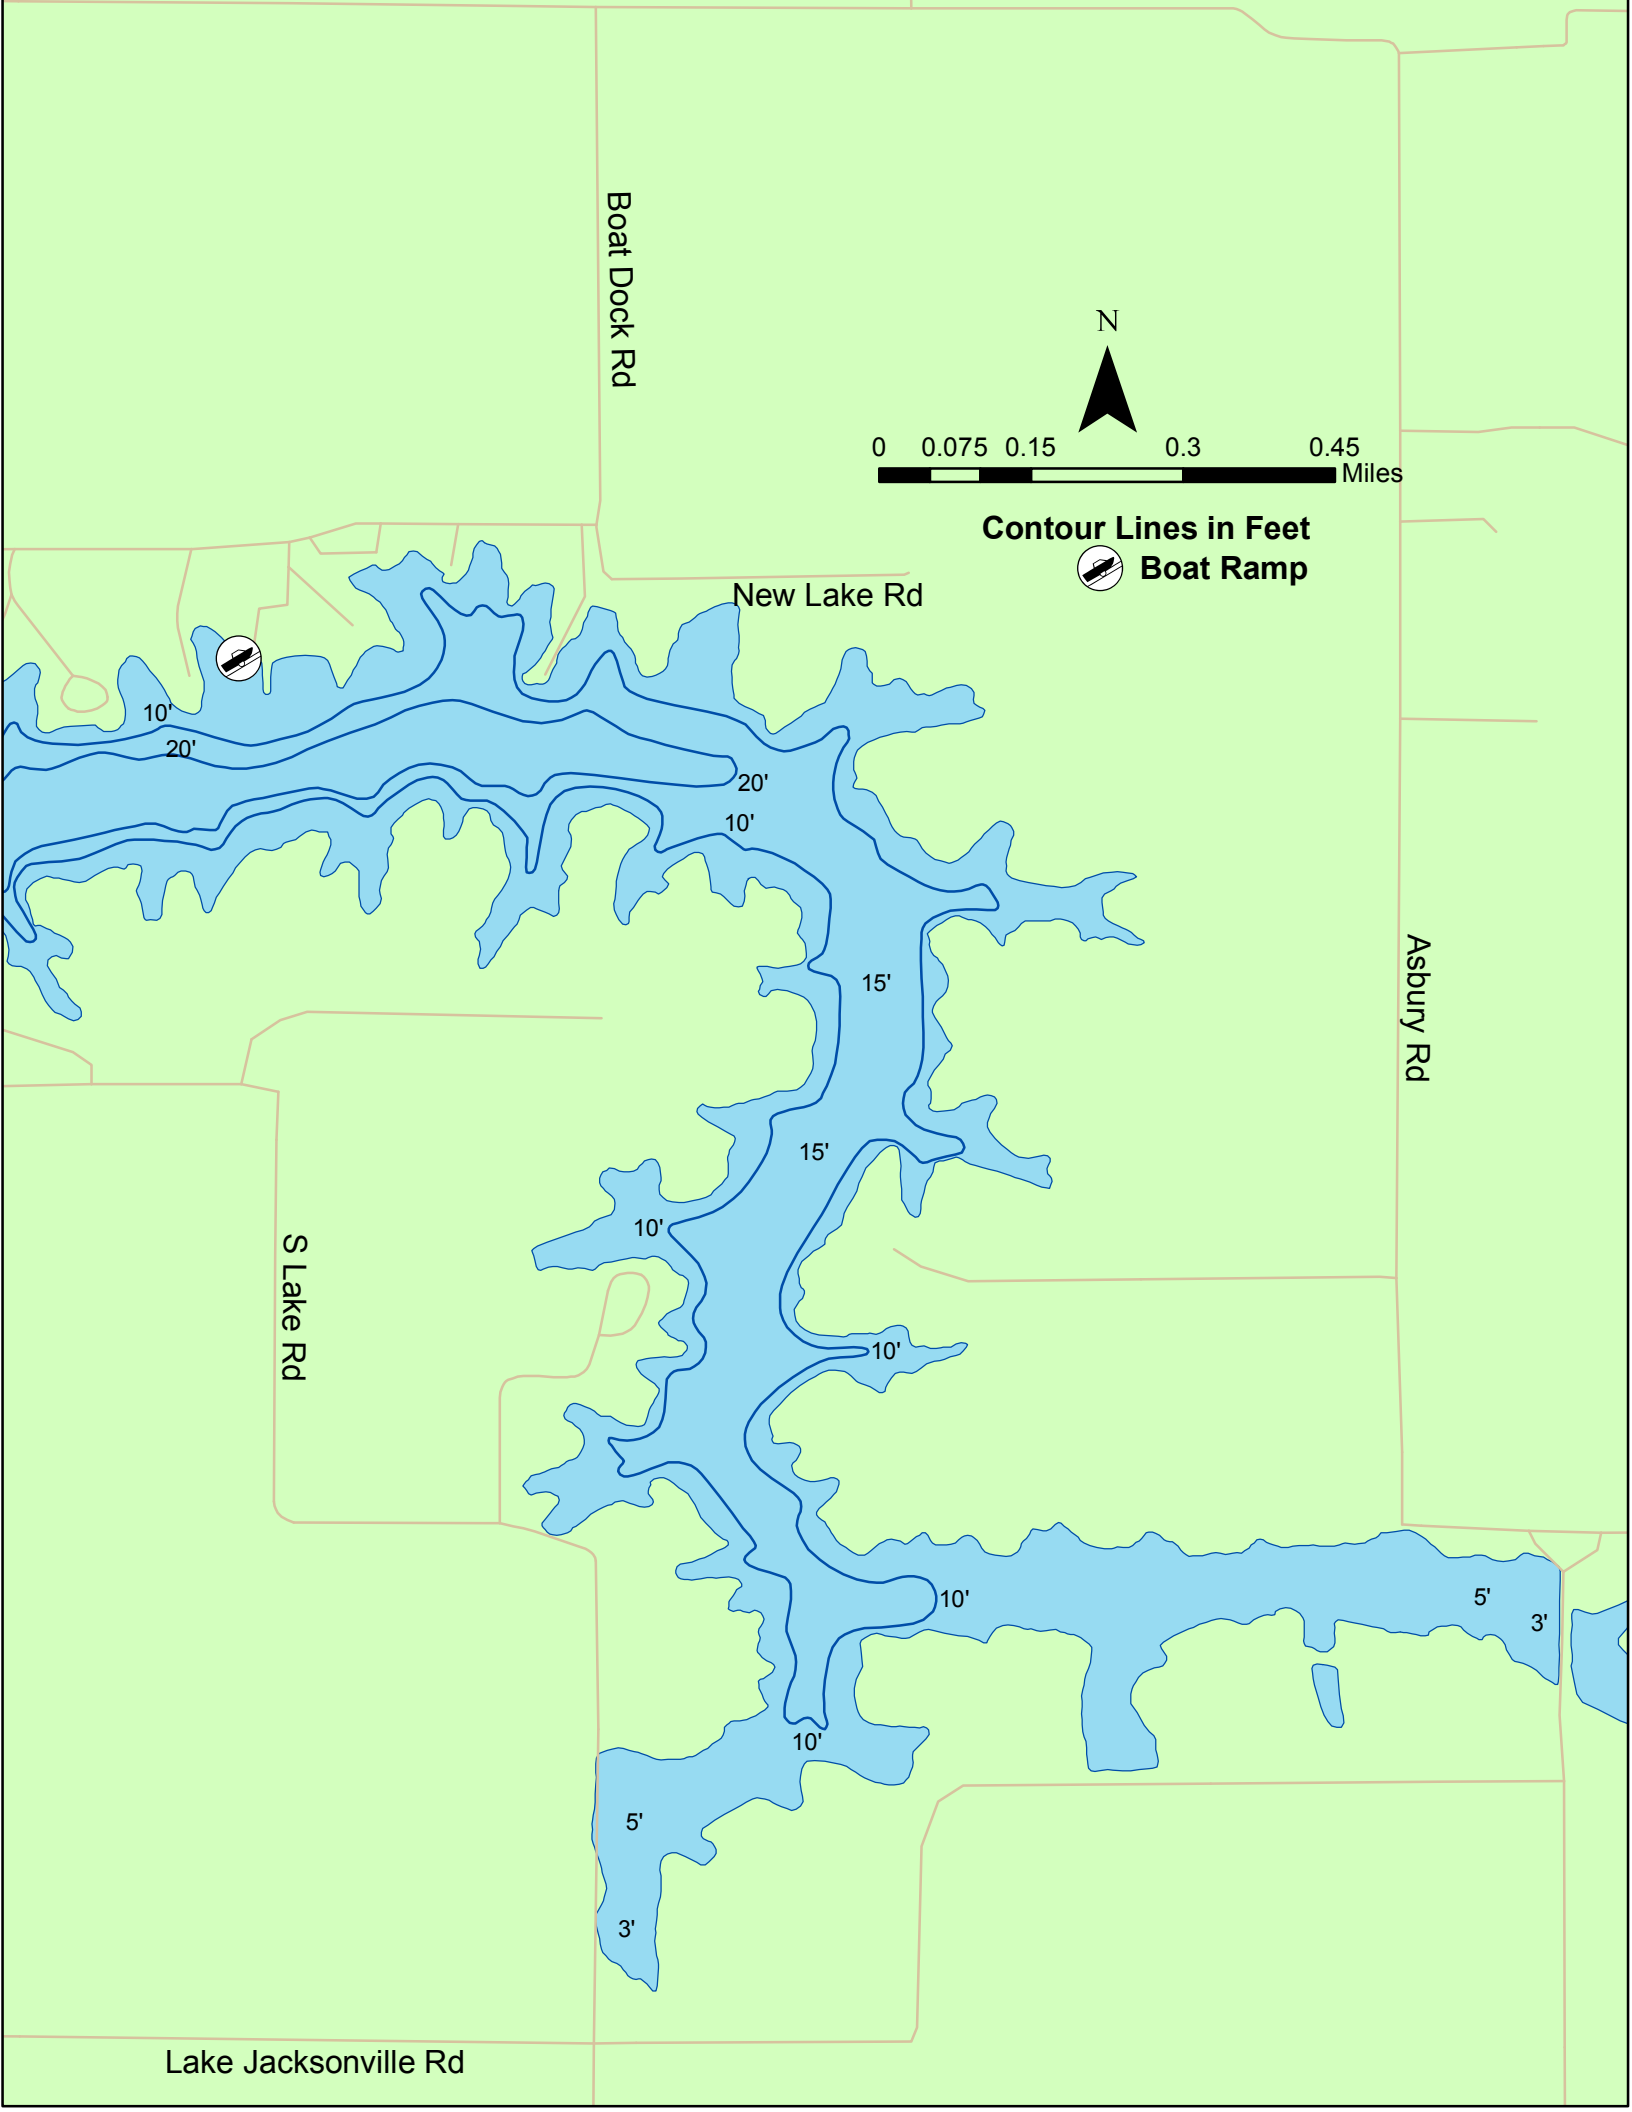 Boat Dock Rd
N
0 0.075 0.15 0.3 0.45
Miles
Contour Lines in Feet
Boat Ramp
New Lake Rd
10'
20'
20'
10'
15'
Asbury Rd
15'
10'
S Lake Rd
10'
10'
5'
3'
10'
5'
3'
Lake Jacksonville Rd